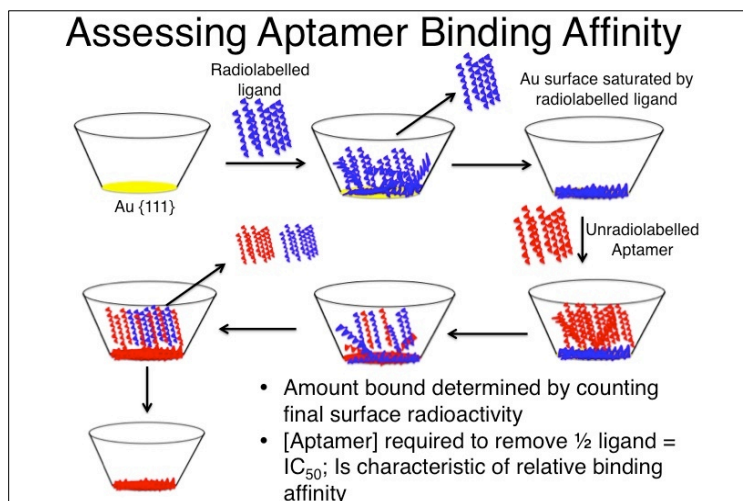 Assessing Aptamer Binding Affinity
Radiolabelled
ligand
Au surface saturated by
radiolabelled ligand
Au {111}
Unradiolabelled
Aptamer
• Amount bound determined by counting
final surface radioactivity
• [Aptamer] required to remove ½ ligand =
IC₅₀; Is characteristic of relative binding
affinity